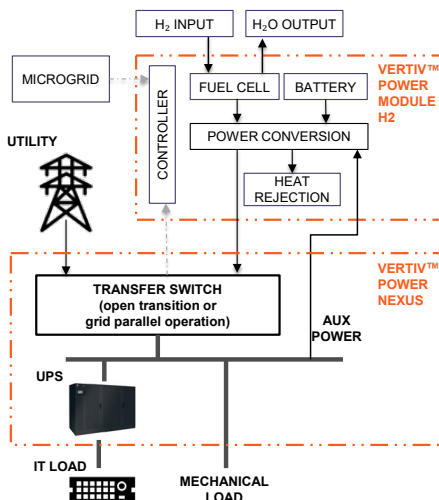 H₂ INPUT
H₂O OUTPUT
MICROGRID
CONTROLLER
FUEL CELL
BATTERY
VERTIV™
POWER
MODULE
H2
POWER CONVERSION
UTILITY
HEAT
REJECTION
TRANSFER SWITCH
(open transition or
grid parallel operation)
VERTIV™
POWER
NEXUS
AUX
POWER
UPS
IT LOAD
MECHANICAL
LOAD